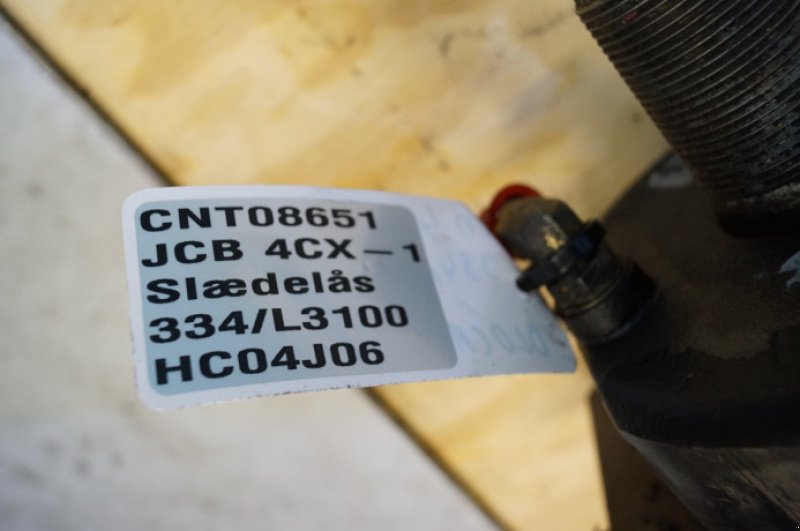 CNT08651
JCB 4CX-1
Slædelås
334/L3100
HC04J06